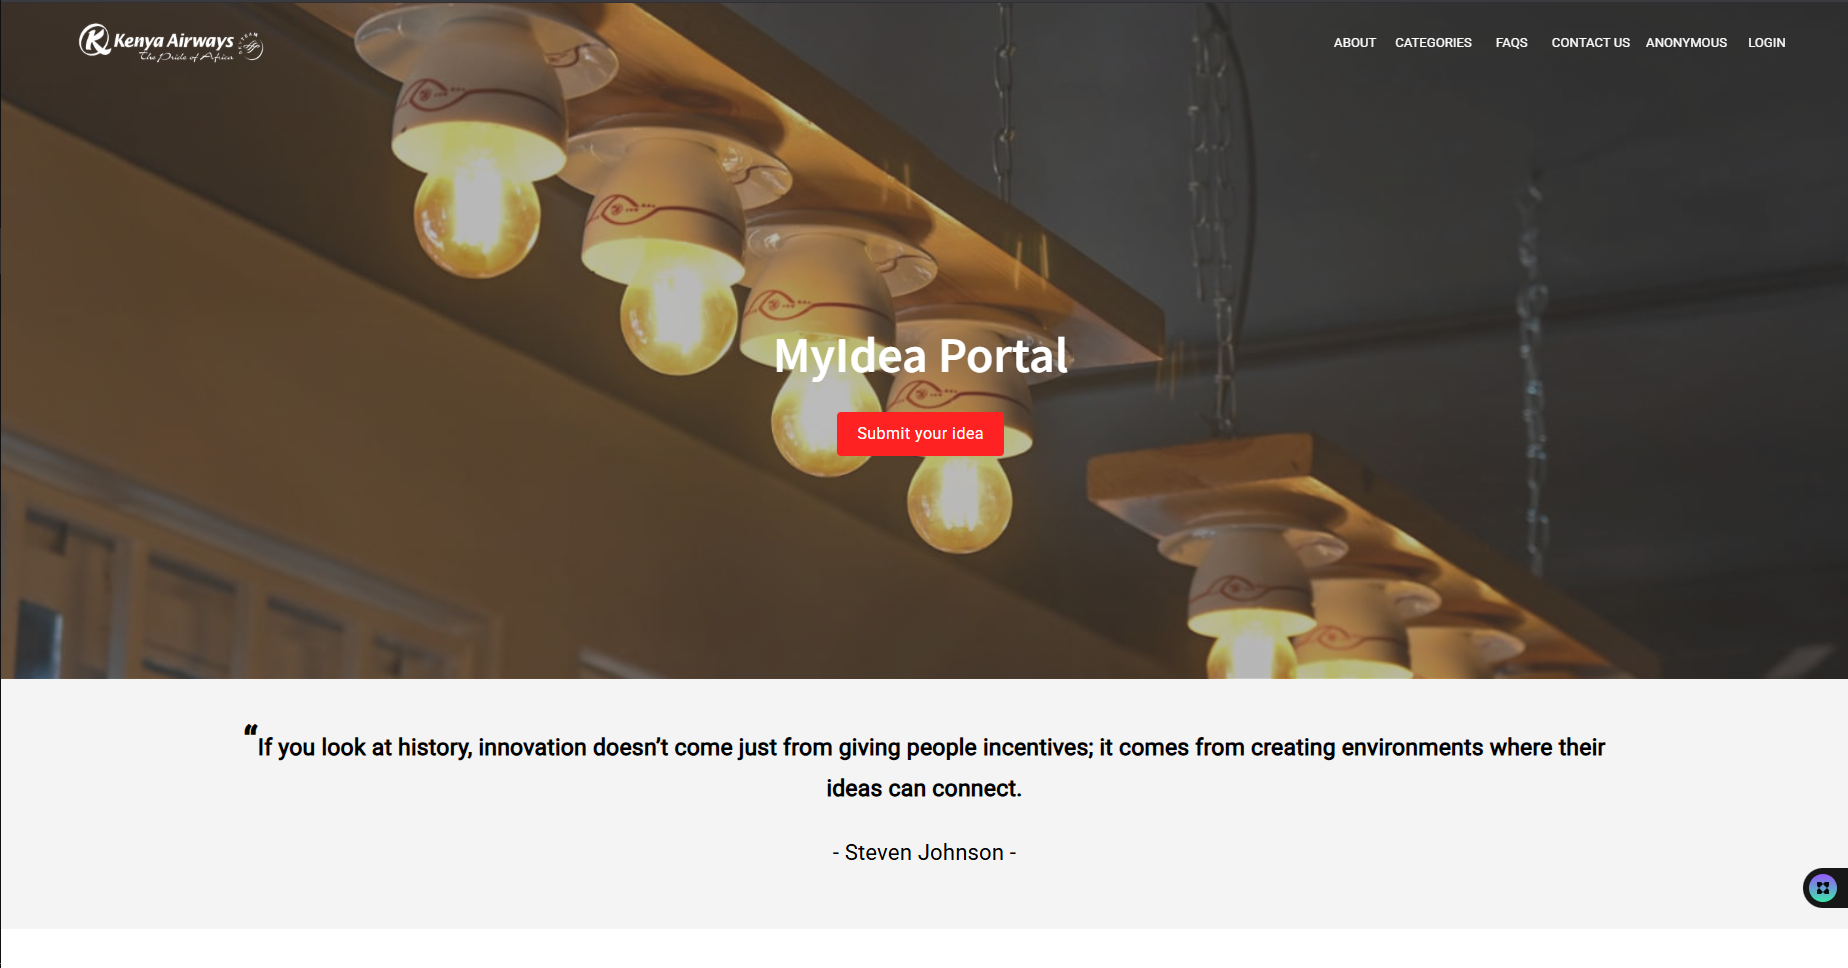 Kenya Airways
The Pride of Africa
ABOUT CATEGORIES FAQS CONTACT US ANONYMOUS LOGIN
MyIdea Portal
Submit your idea
“If you look at history, innovation doesn’t come just from giving people incentives; it comes from creating environments where their
ideas can connect.
- Steven Johnson -